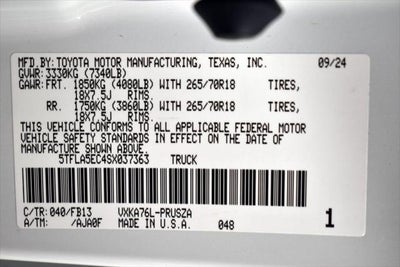 MFD.BY:TOYOTA MOTOR MANUFACTURING, TEXAS, INC. 09/24
GVWR:3330KG (7340LB)
GAWR:FRT. 1850KG (4080LB) WITH 265/70R18 TIRES,
18X7.5J RIMS.
RR. 1750KG (3860LB) WITH 265/70R18 TIRES,
18X7.5J RIMS.
THIS VEHICLE CONFORMS TO ALL APPLICABLE FEDERAL MOTOR
VEHICLE SAFETY STANDARDS IN EFFECT ON THE DATE OF
MANUFACTURE SHOWN ABOVE.
5TFLA5EC4SX037363 TRUCK
C/TR:040/FB13 VXKA76L-PRUSZA
A/TM: /AJA0F MADE IN U.S.A. 048 1